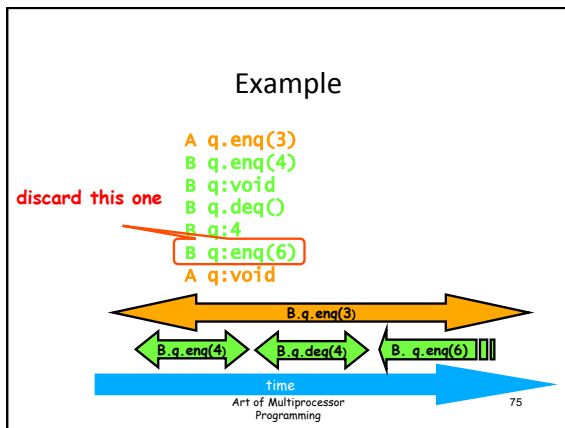 Example
A q.enq(3)
B q.enq(4)
B q:void
discard this one
B q.deq()
B q:4
B q:enq(6)
A q:void
B.q.enq(3)
B.q.enq(4) B.q.deq(4) B. q.enq(6)
time
Art of Multiprocessor
Programming
75